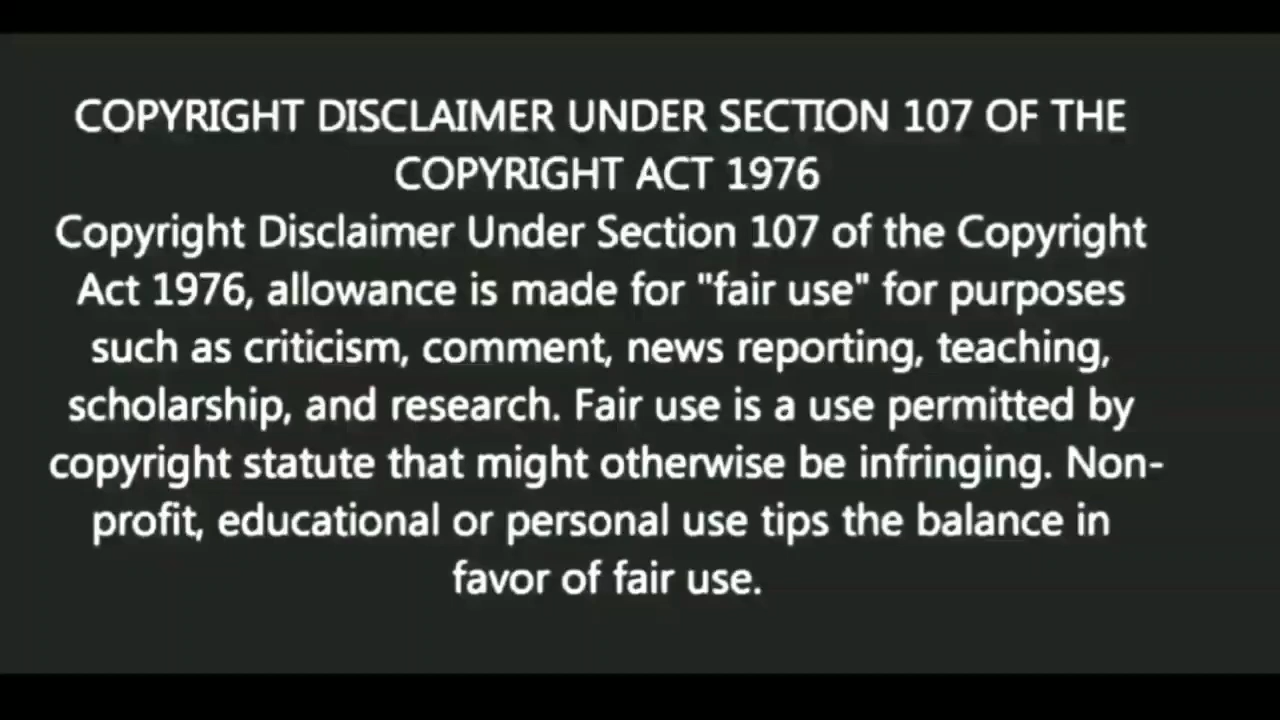 COPYRIGHT DISCLAIMER UNDER SECTION 107 OF THE
COPYRIGHT ACT 1976
Copyright Disclaimer Under Section 107 of the Copyright
Act 1976, allowance is made for "fair use" for purposes
such as criticism, comment, news reporting, teaching,
scholarship, and research. Fair use is a use permitted by
copyright statute that might otherwise be infringing. Non-
profit, educational or personal use tips the balance in
favor of fair use.